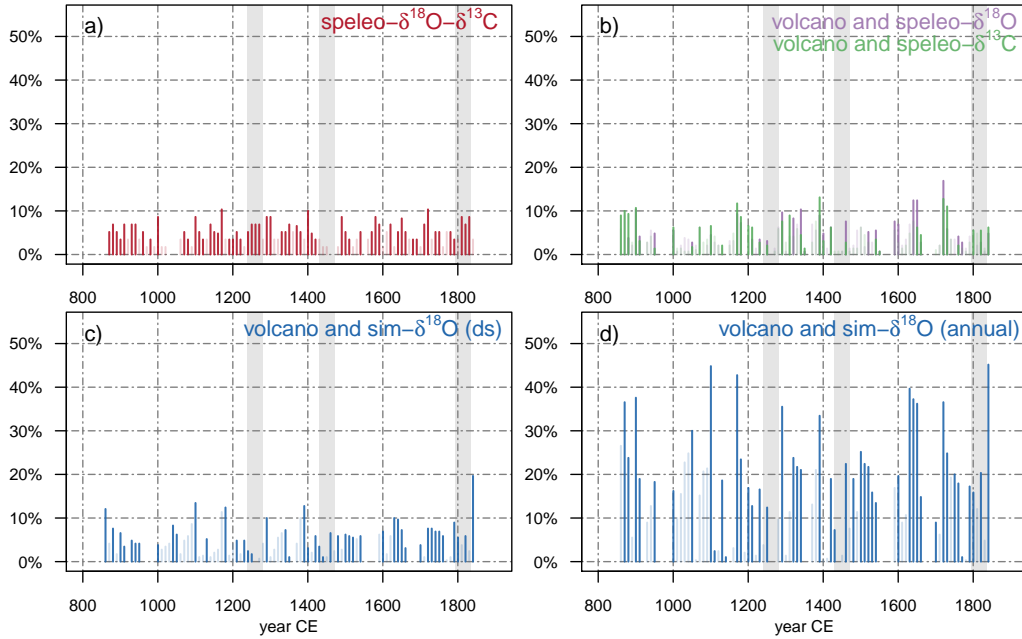 a) speleo−δ18O−δ13C
50%
40%
30%
20%
10%
0%
800 1000 1200 1400 1600 1800
b) volcano and speleo−δ18O
volcano and speleo−δ13C
50%
40%
30%
20%
10%
0%
800 1000 1200 1400 1600 1800
c) volcano and sim−δ18O (ds)
50%
40%
30%
20%
10%
0%
800 1000 1200 1400 1600 1800
year CE
d) volcano and sim−δ18O (annual)
50%
40%
30%
20%
10%
0%
800 1000 1200 1400 1600 1800
year CE